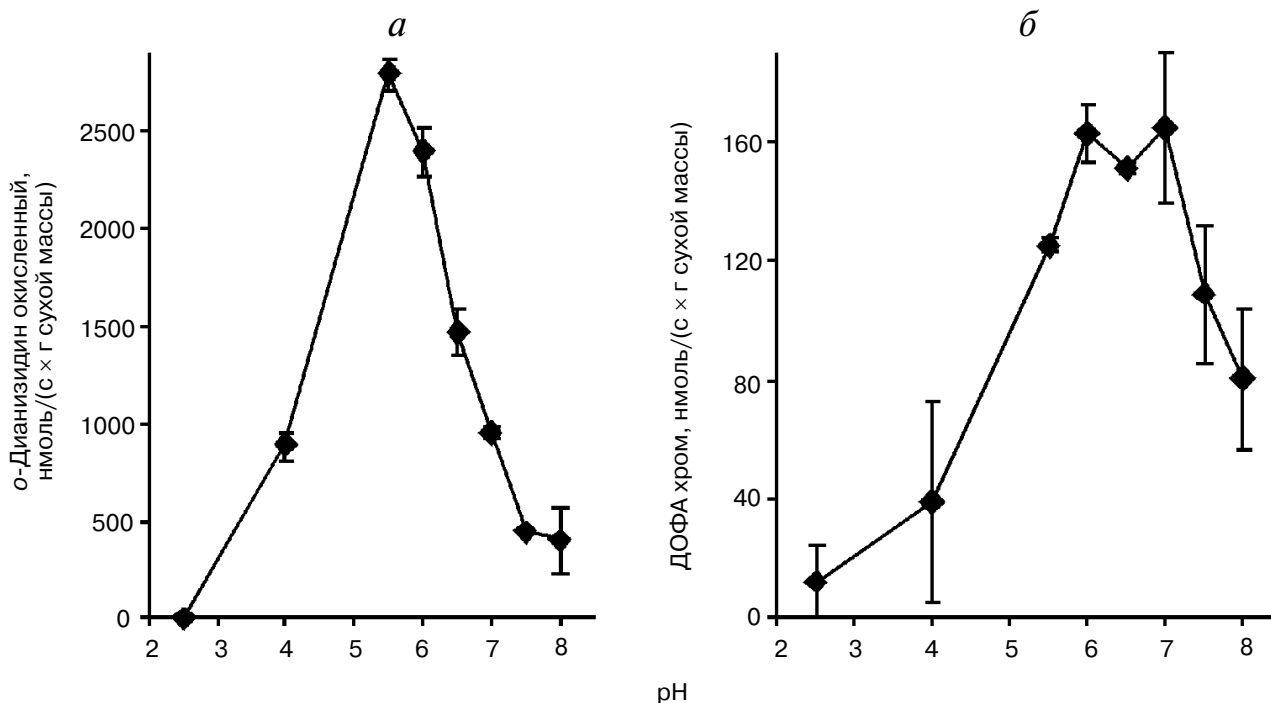 а
о-Дианизидин окисленный,
нмоль/(с × г сухой массы)
2500
2000
1500
1000
500
0
2 3 4 5 6 7 8
б
ДОФА хром, нмоль/(с × г сухой массы)
160
120
80
40
0
2 3 4 5 6 7 8
pH